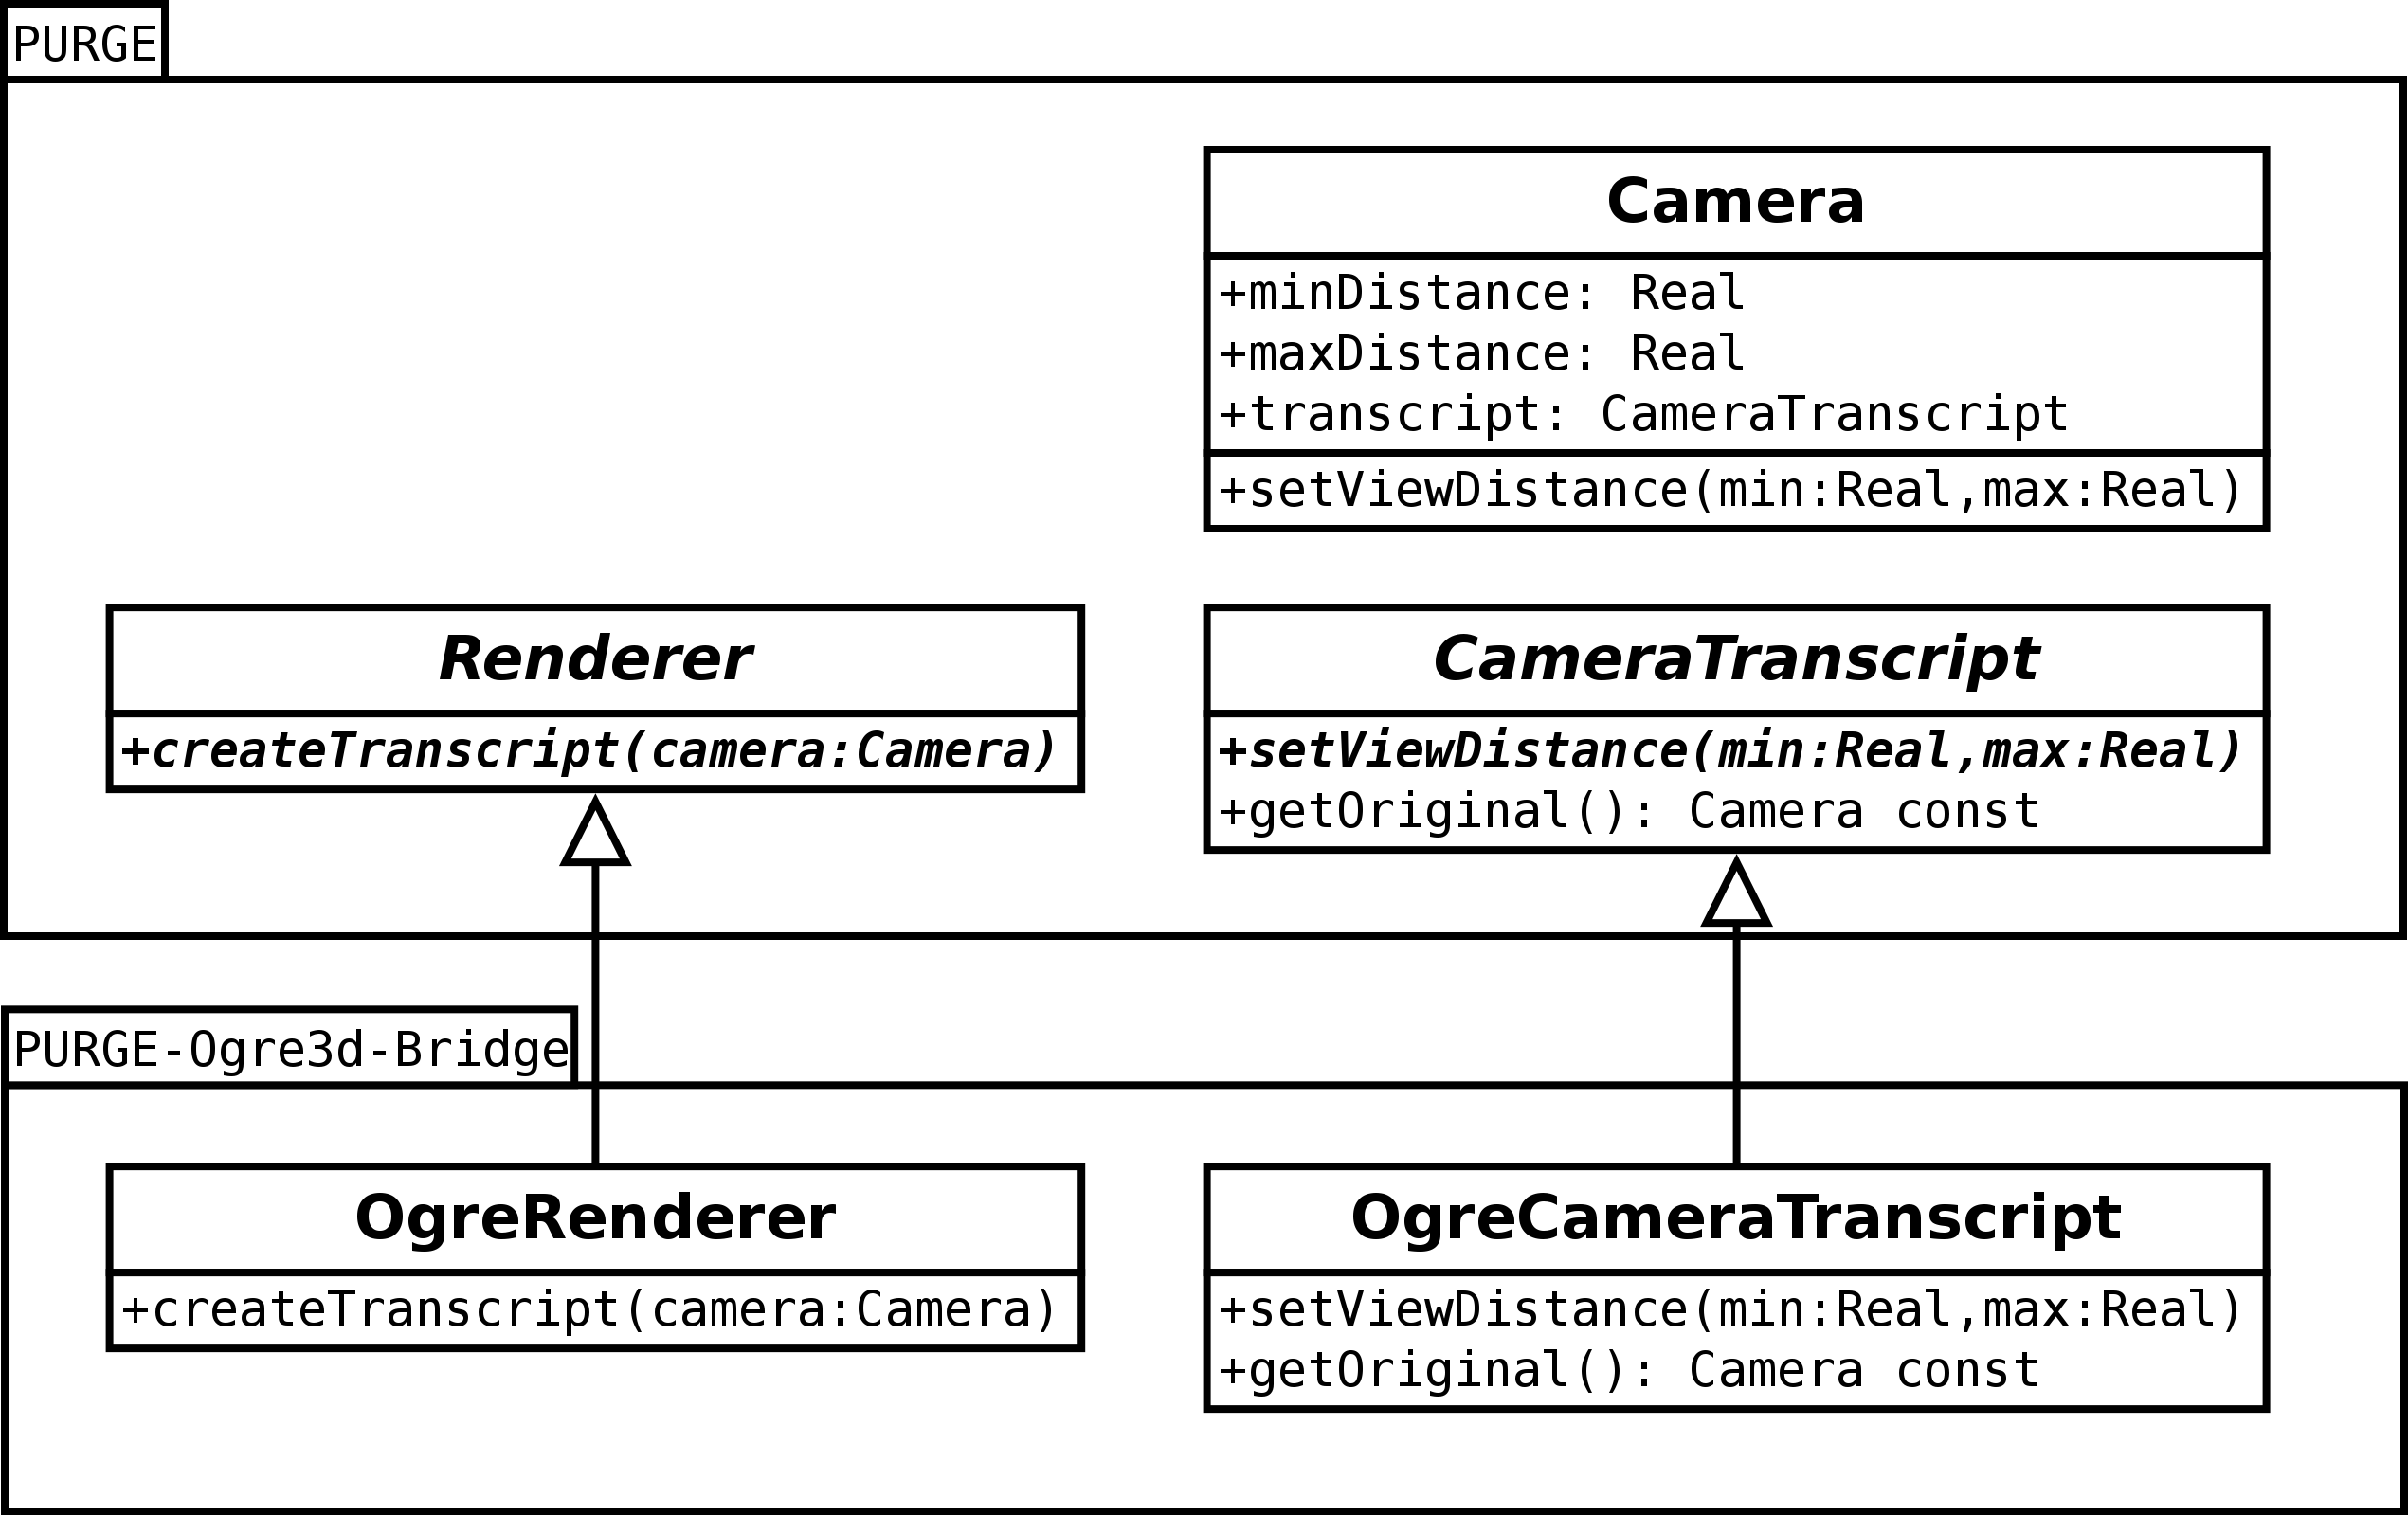 PURGE
Camera
+minDistance: Real
+maxDistance: Real
+transcript: CameraTranscript
+setViewDistance(min:Real,max:Real)
Renderer
+createTranscript(camera:Camera)
CameraTranscript
+setViewDistance(min:Real,max:Real)
+getOriginal(): Camera const
PURGE-Ogre3d-Bridge
OgreRenderer
+createTranscript(camera:Camera)
OgreCameraTranscript
+setViewDistance(min:Real,max:Real)
+getOriginal(): Camera const